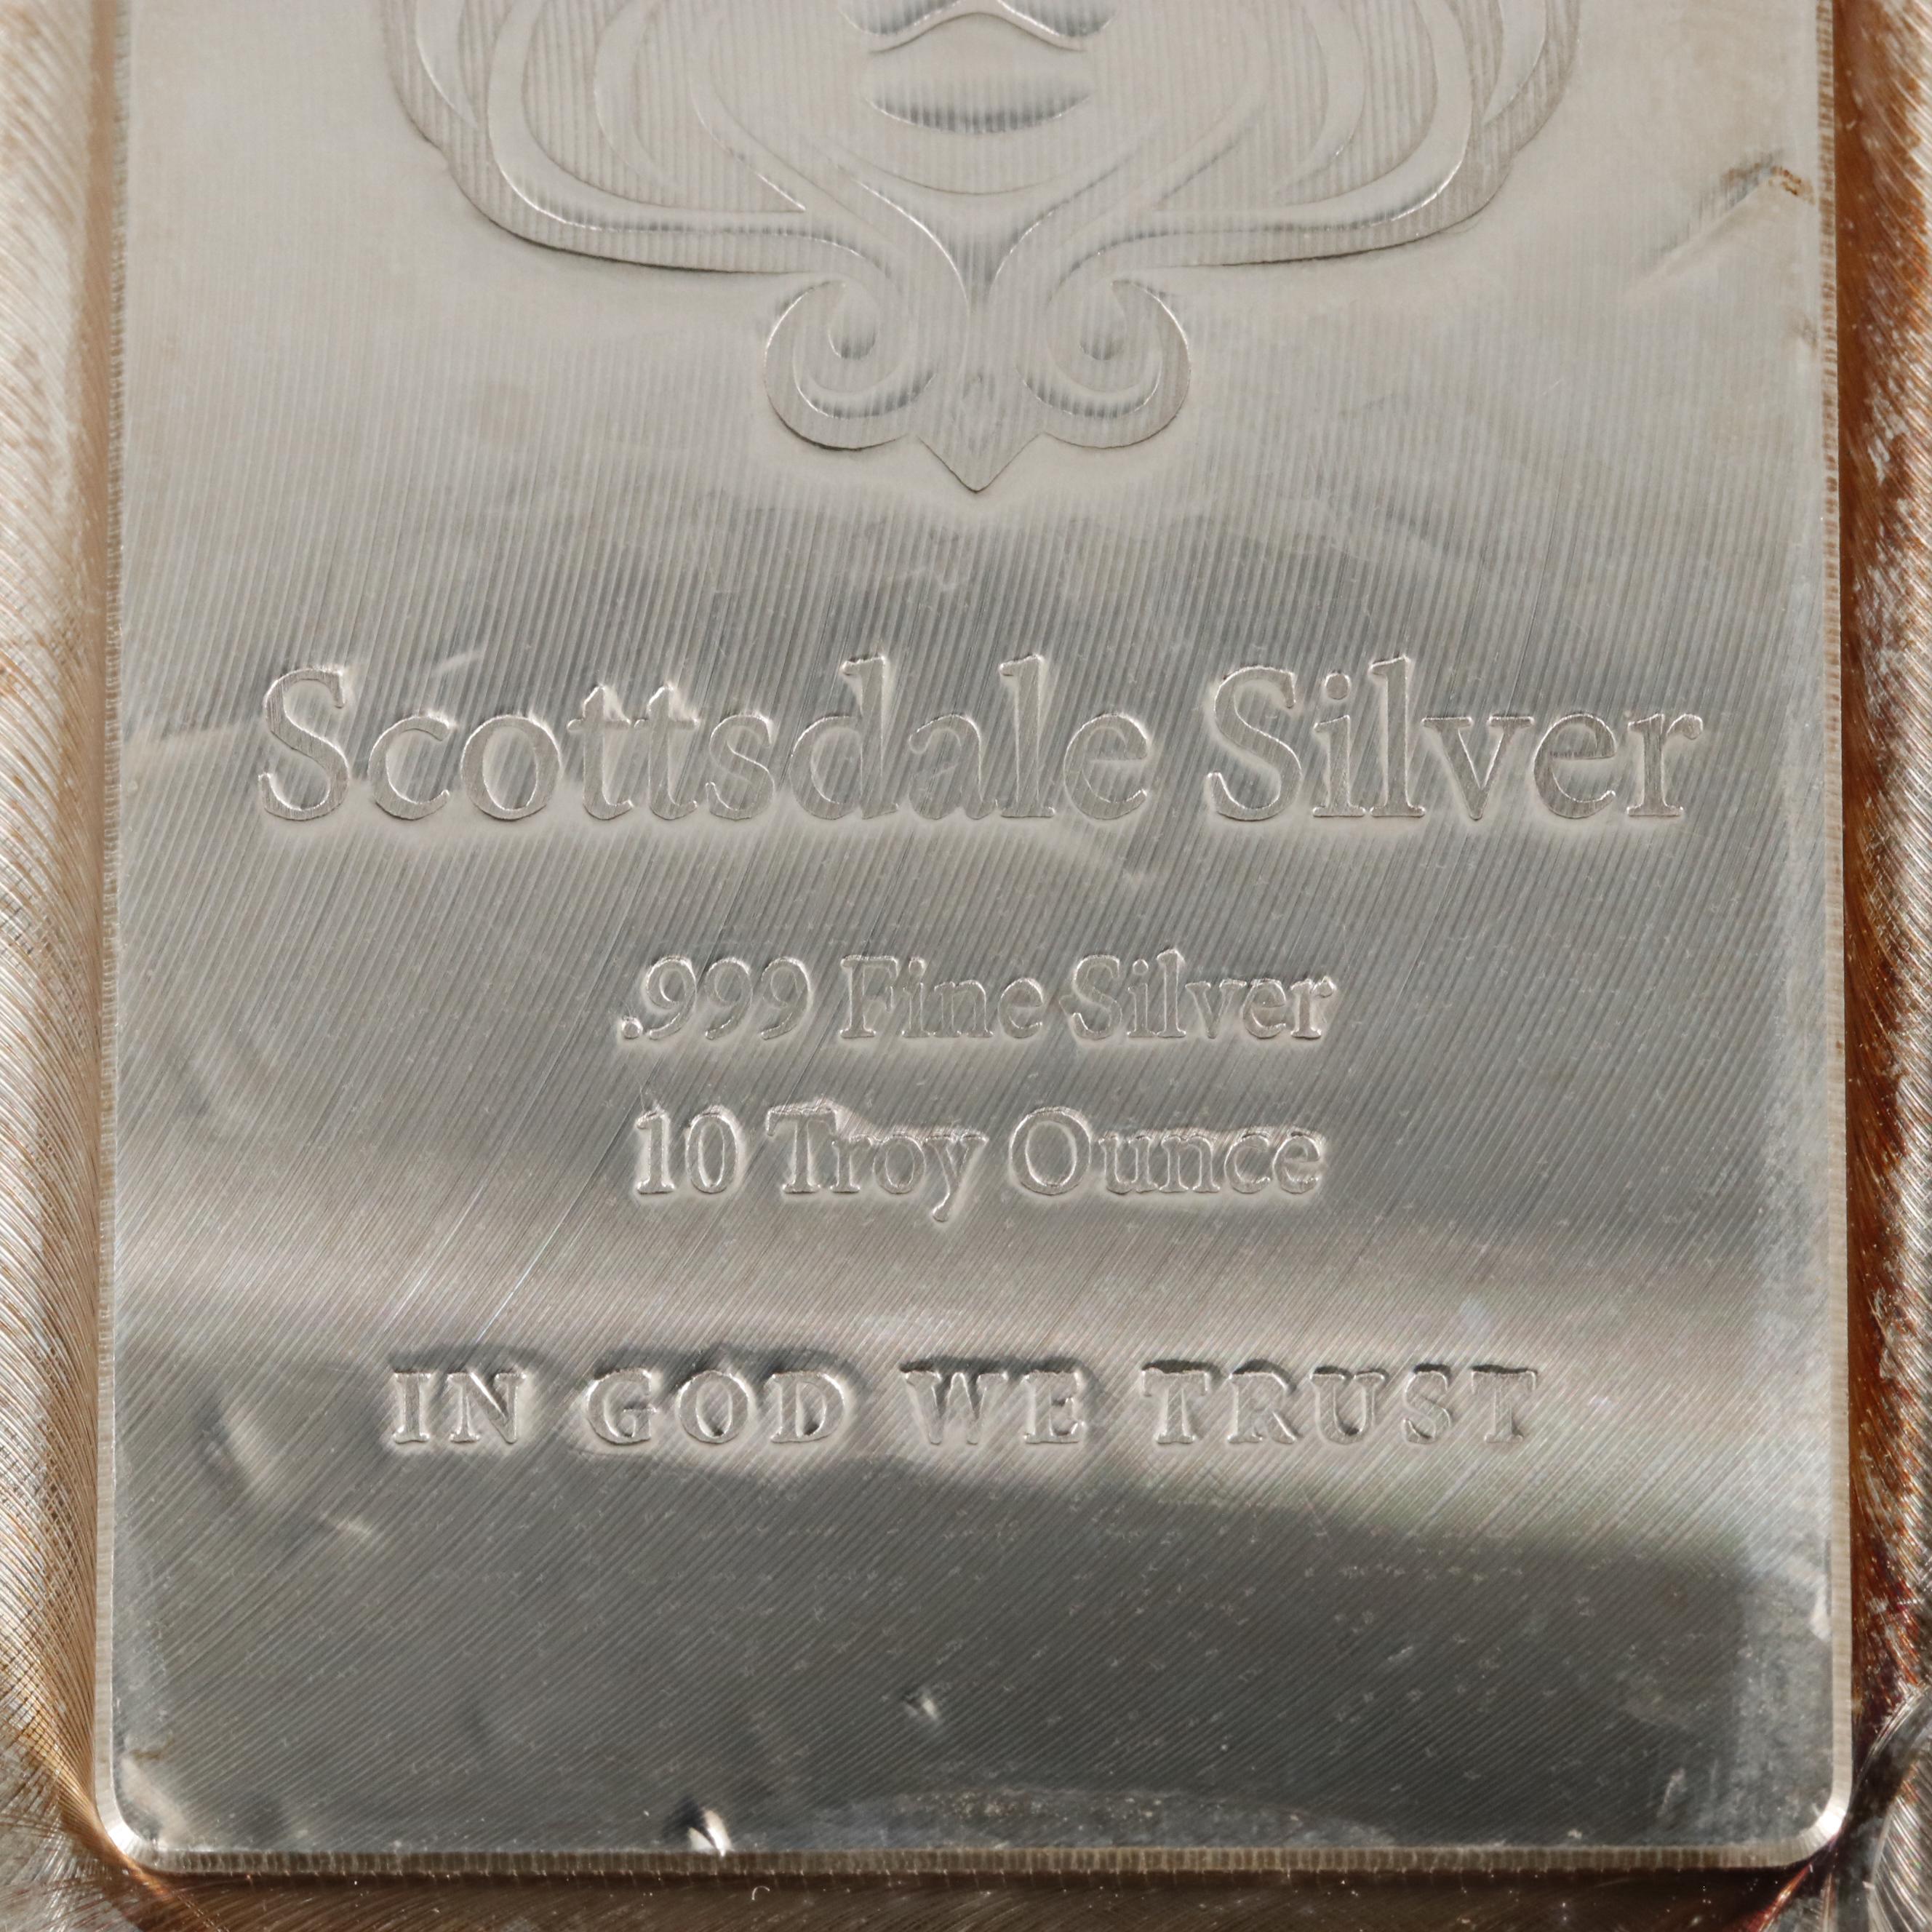 Scottsdale Silver
.999 Fine Silver
10 Troy Ounce
IN GOD WE TRUST